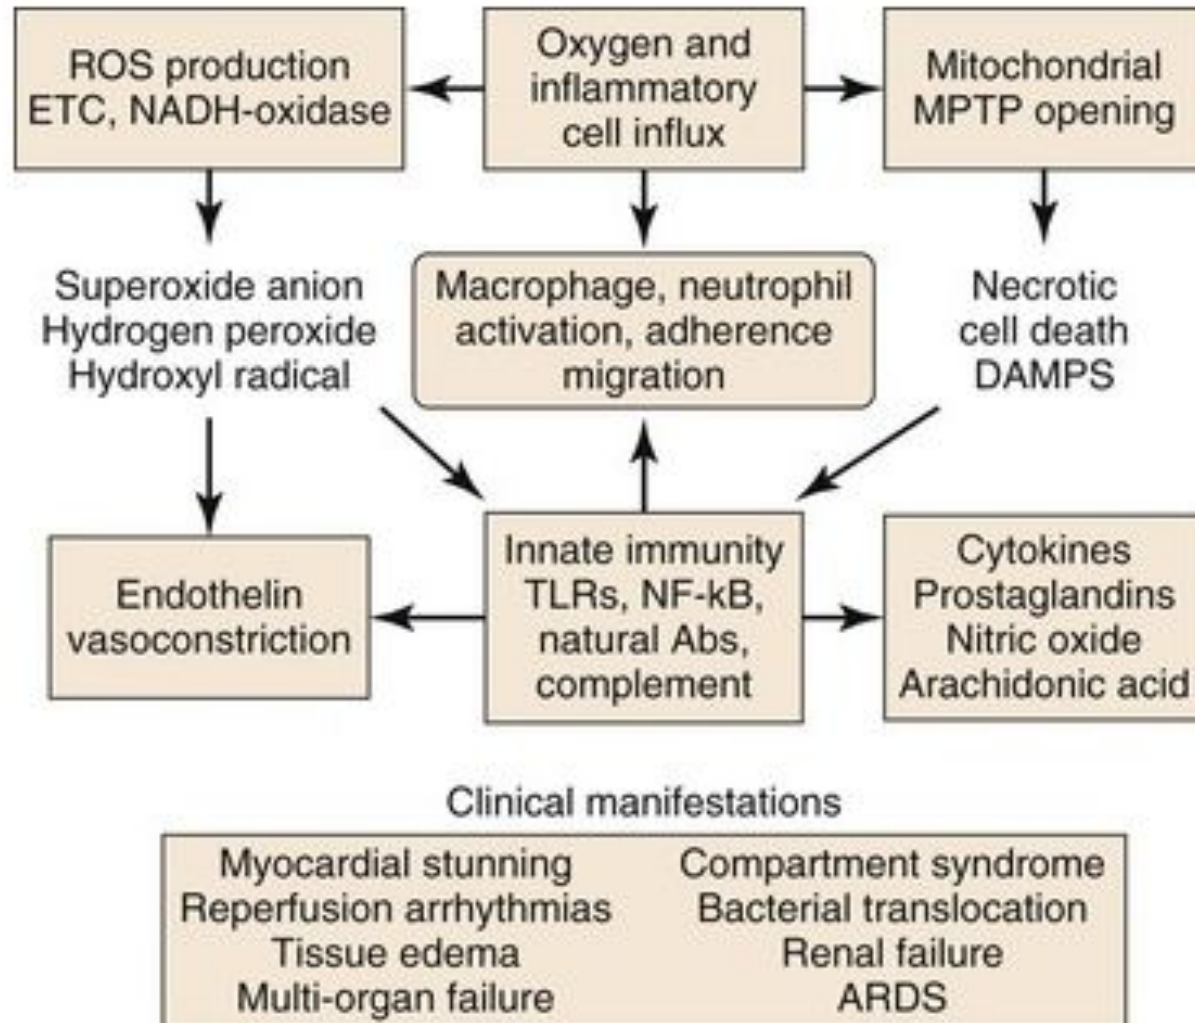 ROS production
ETC, NADH-oxidase
Oxygen and
inflammatory
cell influx
Mitochondrial
MPTP opening
Superoxide anion
Hydrogen peroxide
Hydroxyl radical
Macrophage, neutrophil
activation, adherence
migration
Necrotic
cell death
DAMPS
Endothelin
vasoconstriction
Innate immunity
TLRs, NF-kB,
natural Abs,
complement
Cytokines
Prostaglandins
Nitric oxide
Arachidonic acid
Clinical manifestations
Myocardial stunning
Reperfusion arrhythmias
Tissue edema
Multi-organ failure
Compartment syndrome
Bacterial translocation
Renal failure
ARDS